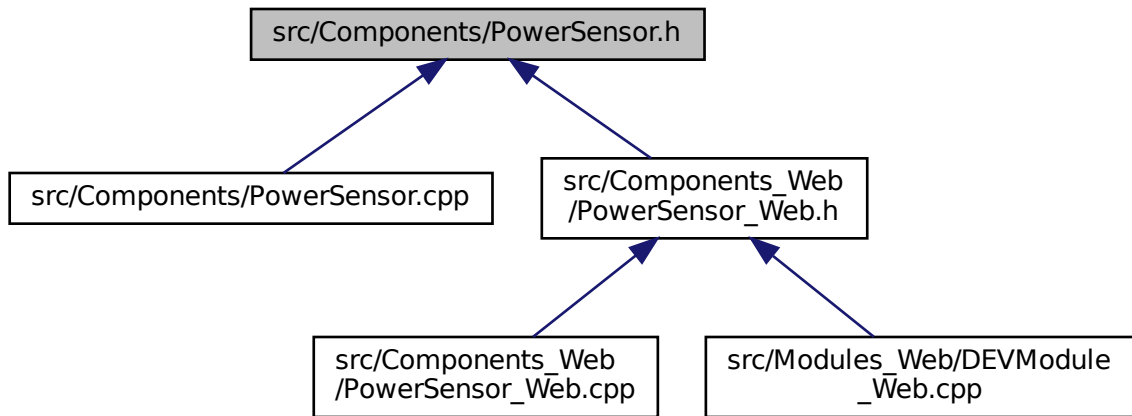 src/Components/PowerSensor.h
src/Components/PowerSensor.cpp
src/Components_Web
/PowerSensor_Web.h
src/Components_Web
/PowerSensor_Web.cpp
src/Modules_Web/DEVModule
_Web.cpp